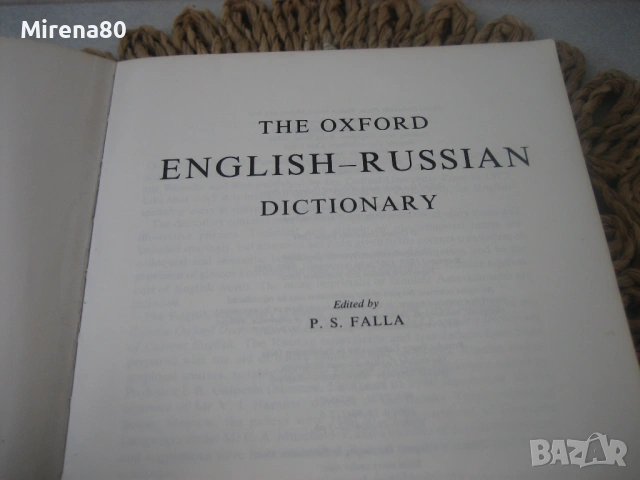 Mirena80
THE OXFORD
ENGLISH–RUSSIAN
DICTIONARY
Edited by
P. S. FALLA
BAZAR